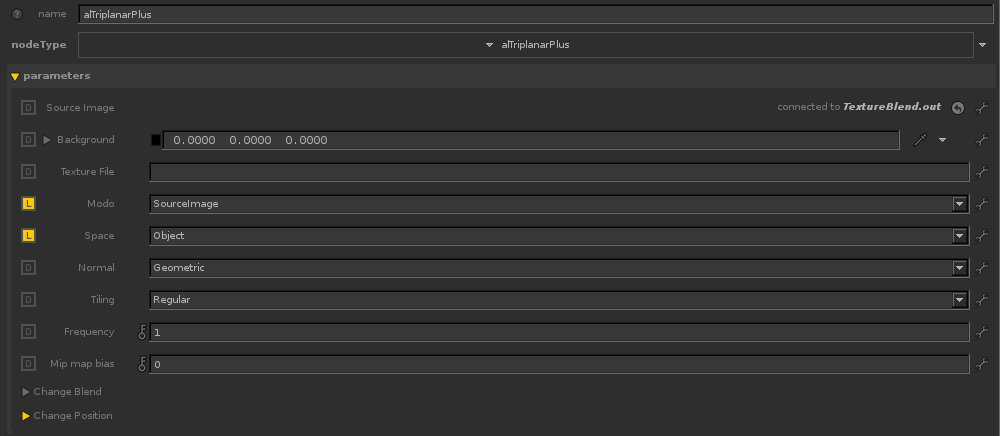 ? name alTriplanarPlus
nodeType alTriplanarPlus
parameters
D Source Image connected to TextureBlend.out
D Background 0.0000 0.0000 0.0000
D Texture File
L Modo SourceImage
L Space Object
D Normal Geometric
D Tiling Regular
D Frequency 1
D Mip map bias 0
Change Blend
Change Position